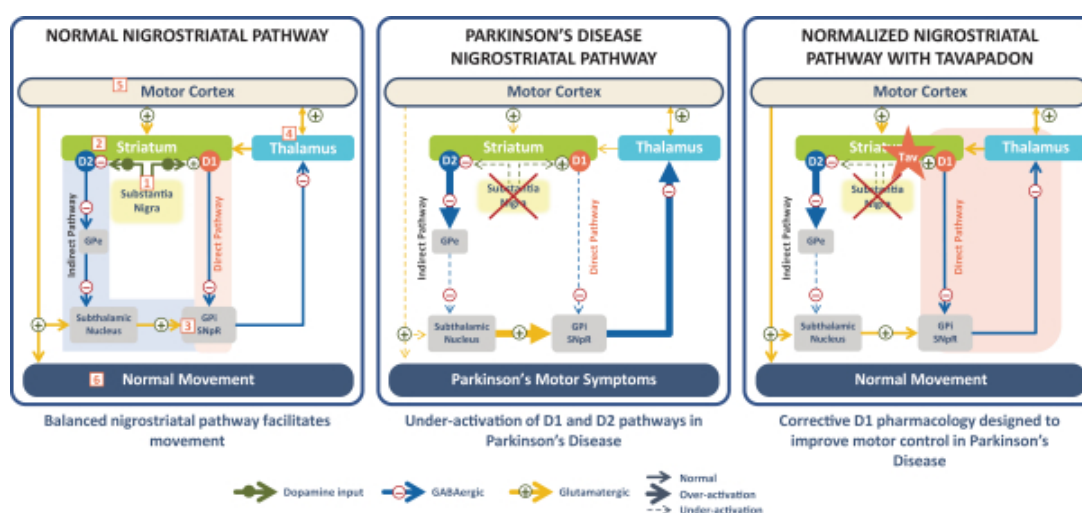 NORMAL NIGROSTRIATAL PATHWAY
5
Motor Cortex
2
4
Striatum
Thalamus
D2
D1
1
Substantia
Nigra
Indirect Pathway
Direct Pathway
GPe
Subthalamic
Nucleus
3
GPi
SNpR
6
Normal Movement
Balanced nigrostriatal pathway facilitates
movement
PARKINSON'S DISEASE
NIGROSTRIATAL PATHWAY
Motor Cortex
Striatum
Thalamus
D2
D1
Substantia
Nigra
Indirect Pathway
Direct Pathway
GPe
Subthalamic
Nucleus
GPi
SNpR
Parkinson's Motor Symptoms
Under-activation of D1 and D2 pathways in
Parkinson's Disease
NORMALIZED NIGROSTRIATAL
PATHWAY WITH TAVAPADON
Motor Cortex
Striatum
Tav
Thalamus
D2
D1
Substantia
Nigra
Indirect Pathway
Direct Pathway
GPe
Subthalamic
Nucleus
GPi
SNpR
Normal Movement
Corrective D1 pharmacology designed to
improve motor control in Parkinson's
Disease
Dopamine input
GABAergic
Glutamatergic
Normal
Over-activation
Under-activation